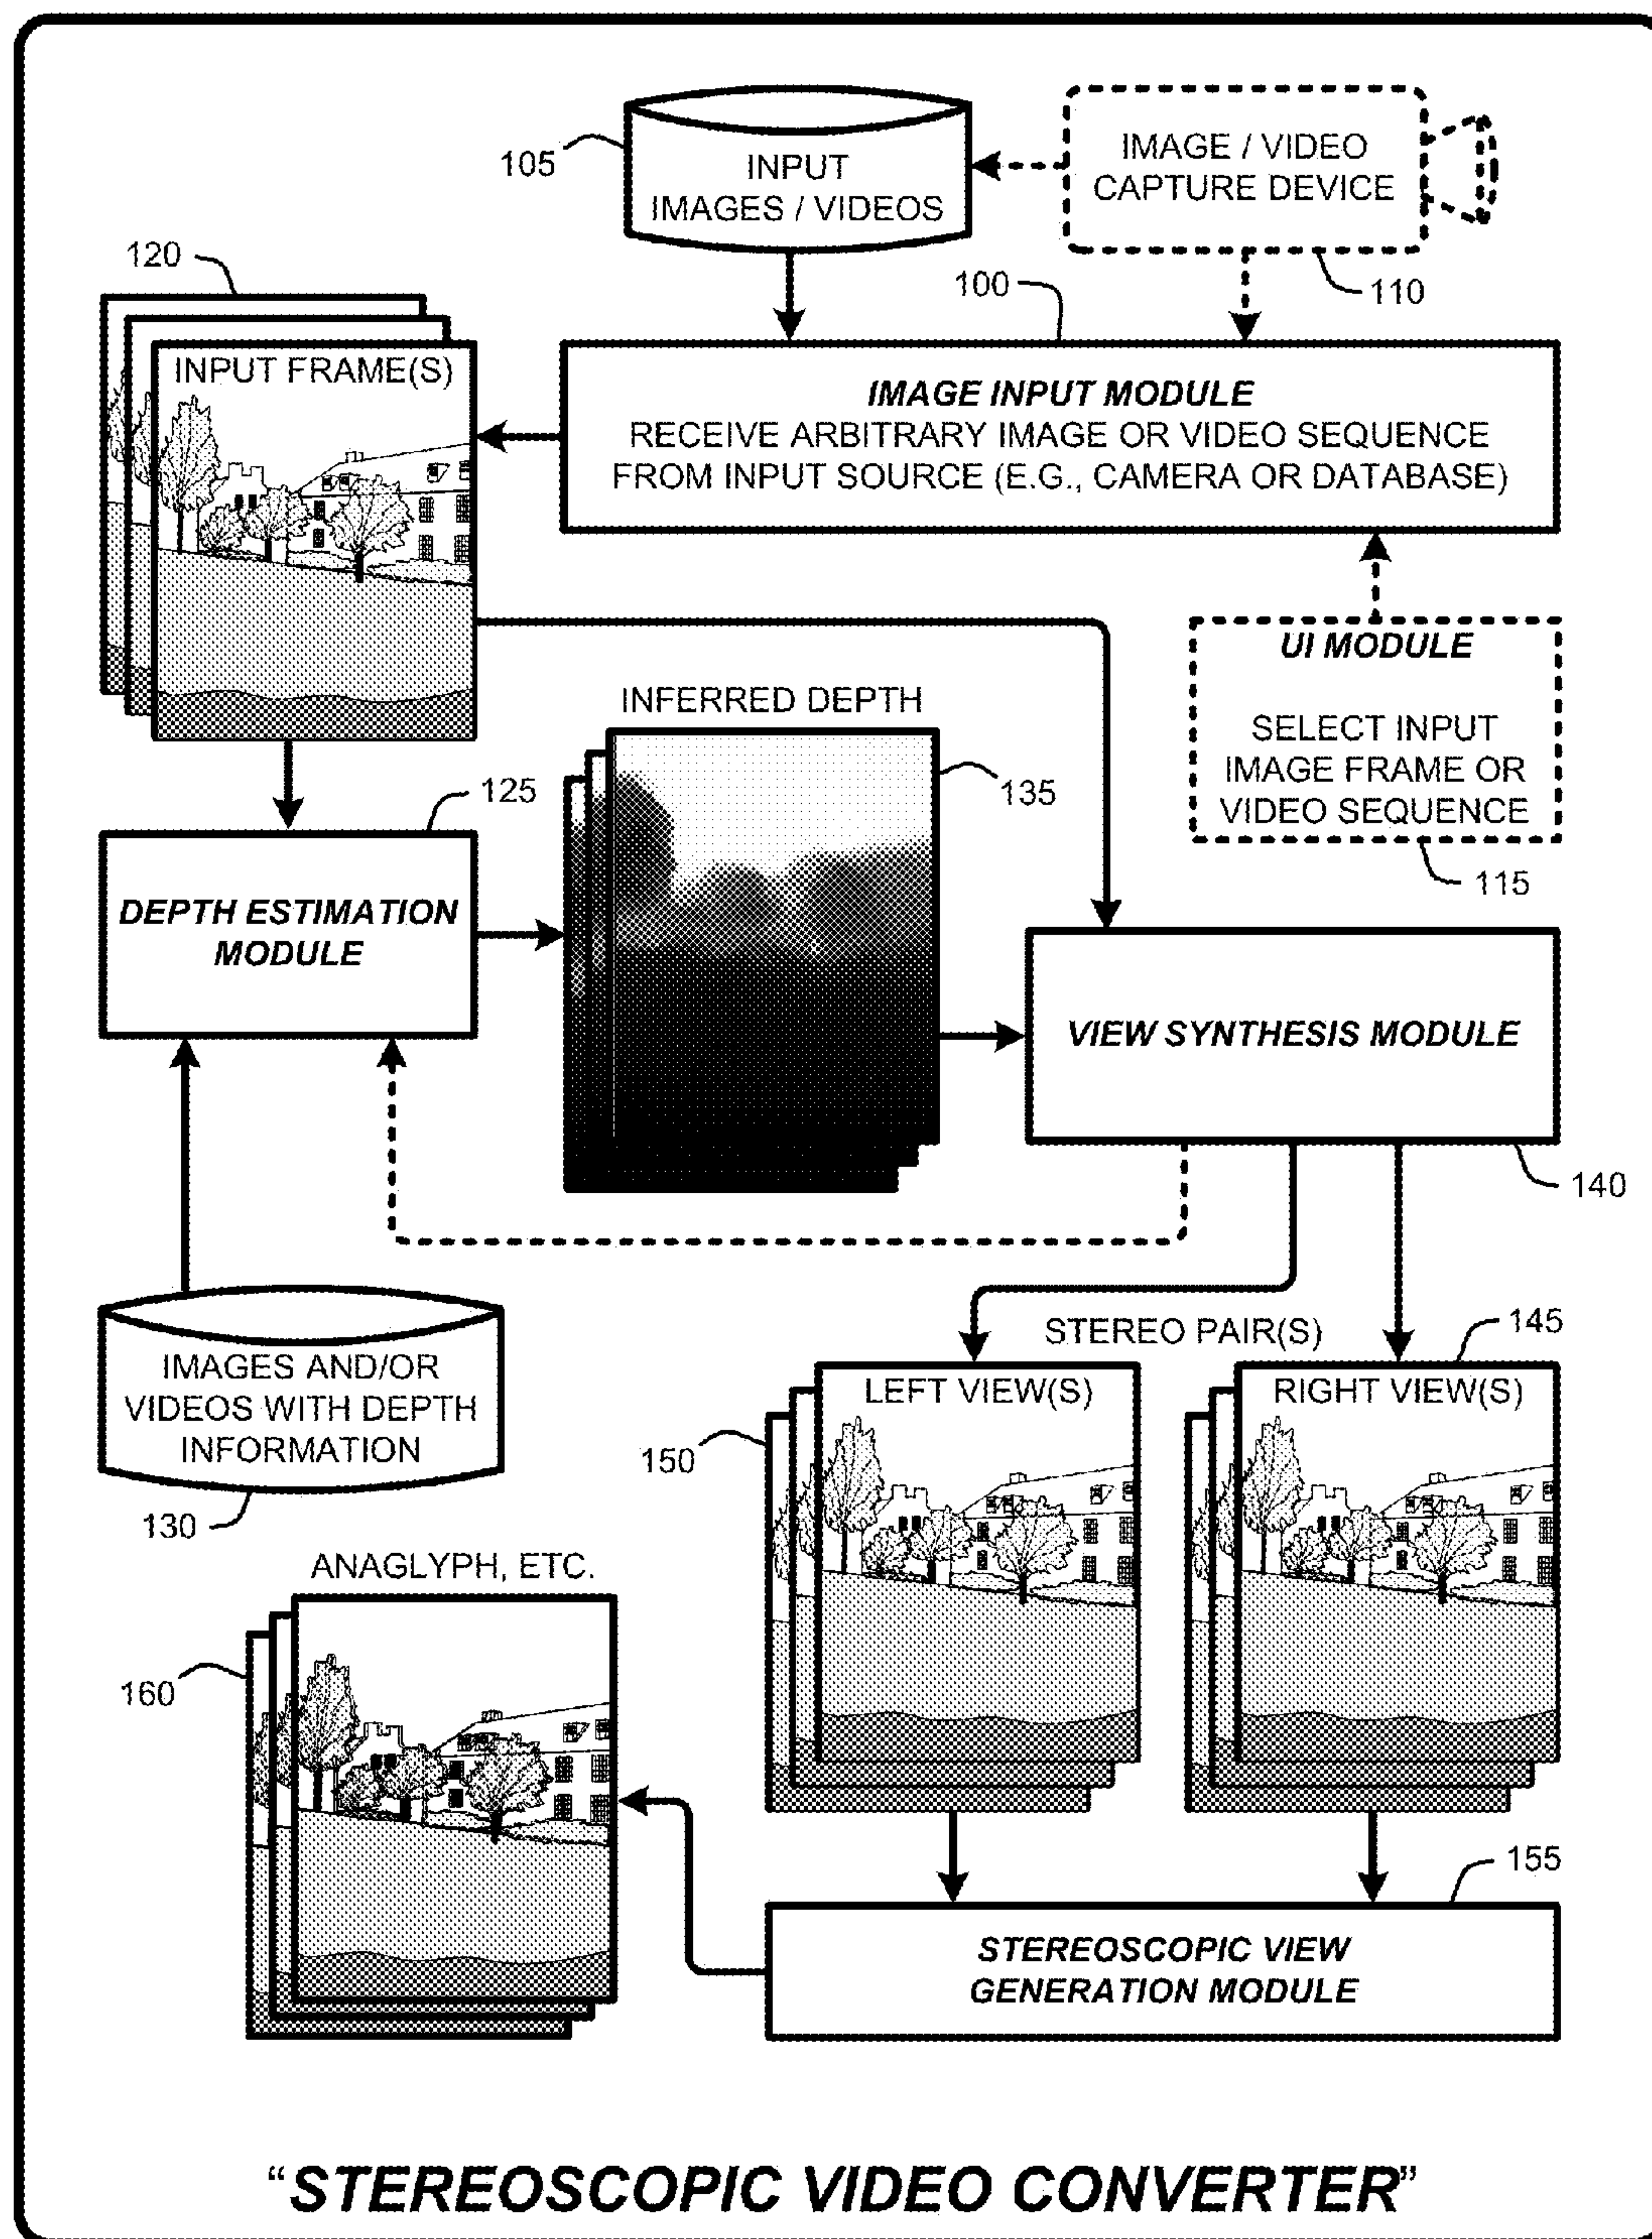 105
INPUT
IMAGES / VIDEOS
IMAGE / VIDEO
CAPTURE DEVICE
110
120
100
INPUT FRAME(S)
IMAGE INPUT MODULE
RECEIVE ARBITRARY IMAGE OR VIDEO SEQUENCE
FROM INPUT SOURCE (E.G., CAMERA OR DATABASE)
UI MODULE
SELECT INPUT
IMAGE FRAME OR
VIDEO SEQUENCE
115
INFERRED DEPTH
135
125
DEPTH ESTIMATION
MODULE
VIEW SYNTHESIS MODULE
140
IMAGES AND/OR
VIDEOS WITH DEPTH
INFORMATION
130
STEREO PAIR(S)
145
LEFT VIEW(S)
RIGHT VIEW(S)
150
ANAGLYPH, ETC.
160
155
STEREOSCOPIC VIEW
GENERATION MODULE
“STEREOSCOPIC VIDEO CONVERTER”